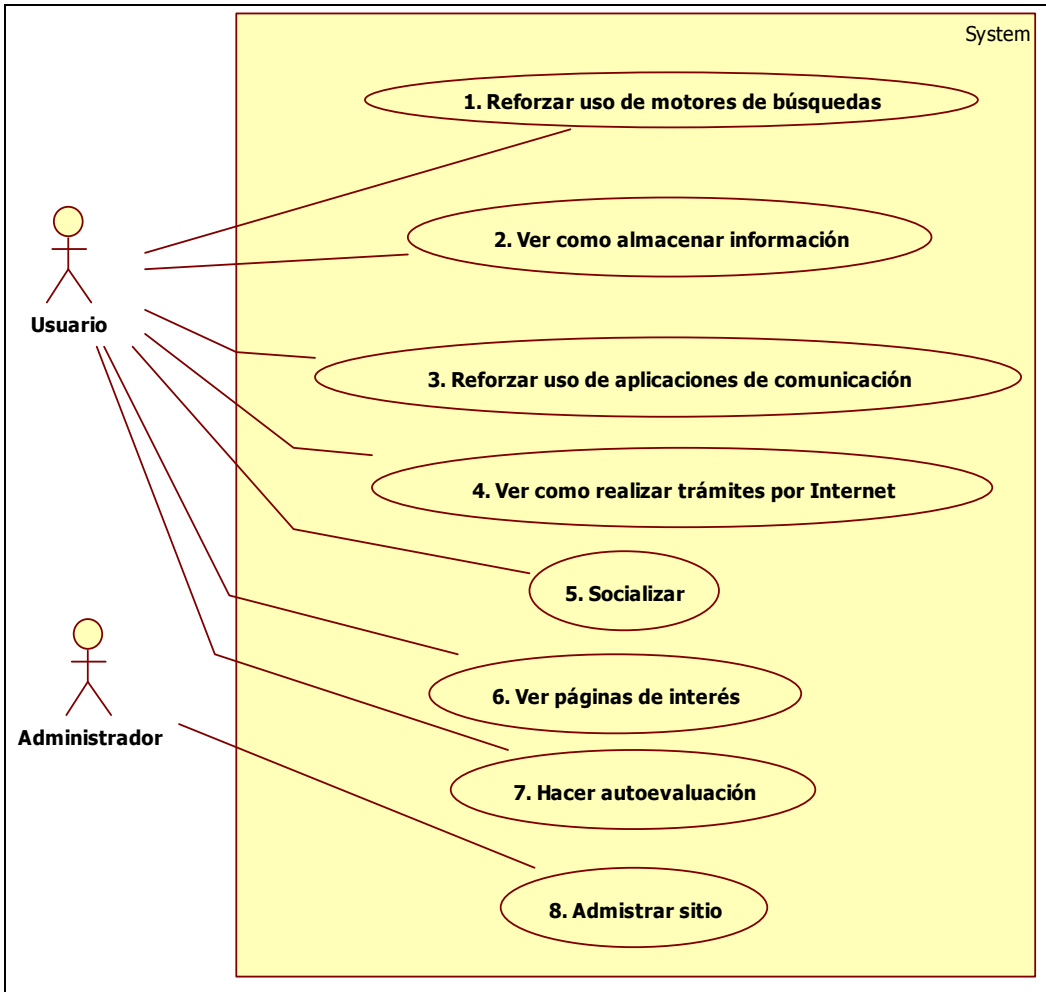 System
1. Reforzar uso de motores de búsquedas
2. Ver como almacenar información
Usuario
3. Reforzar uso de aplicaciones de comunicación
4. Ver como realizar trámites por Internet
5. Socializar
6. Ver páginas de interés
Administrador
7. Hacer autoevaluación
8. Admistrar sitio